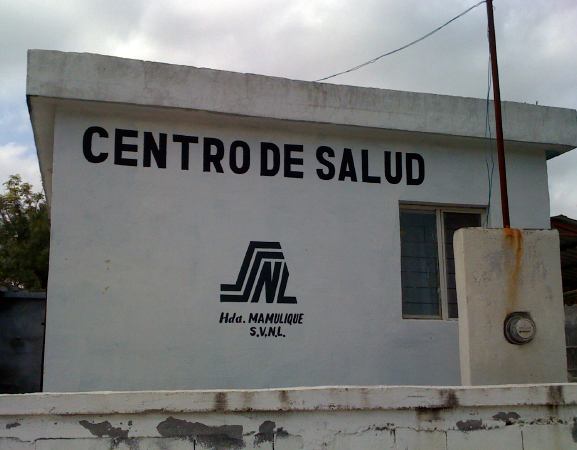 CENTRO DE SALUD
SNL
Hda. MAMULIQUE
S.V,N.L.